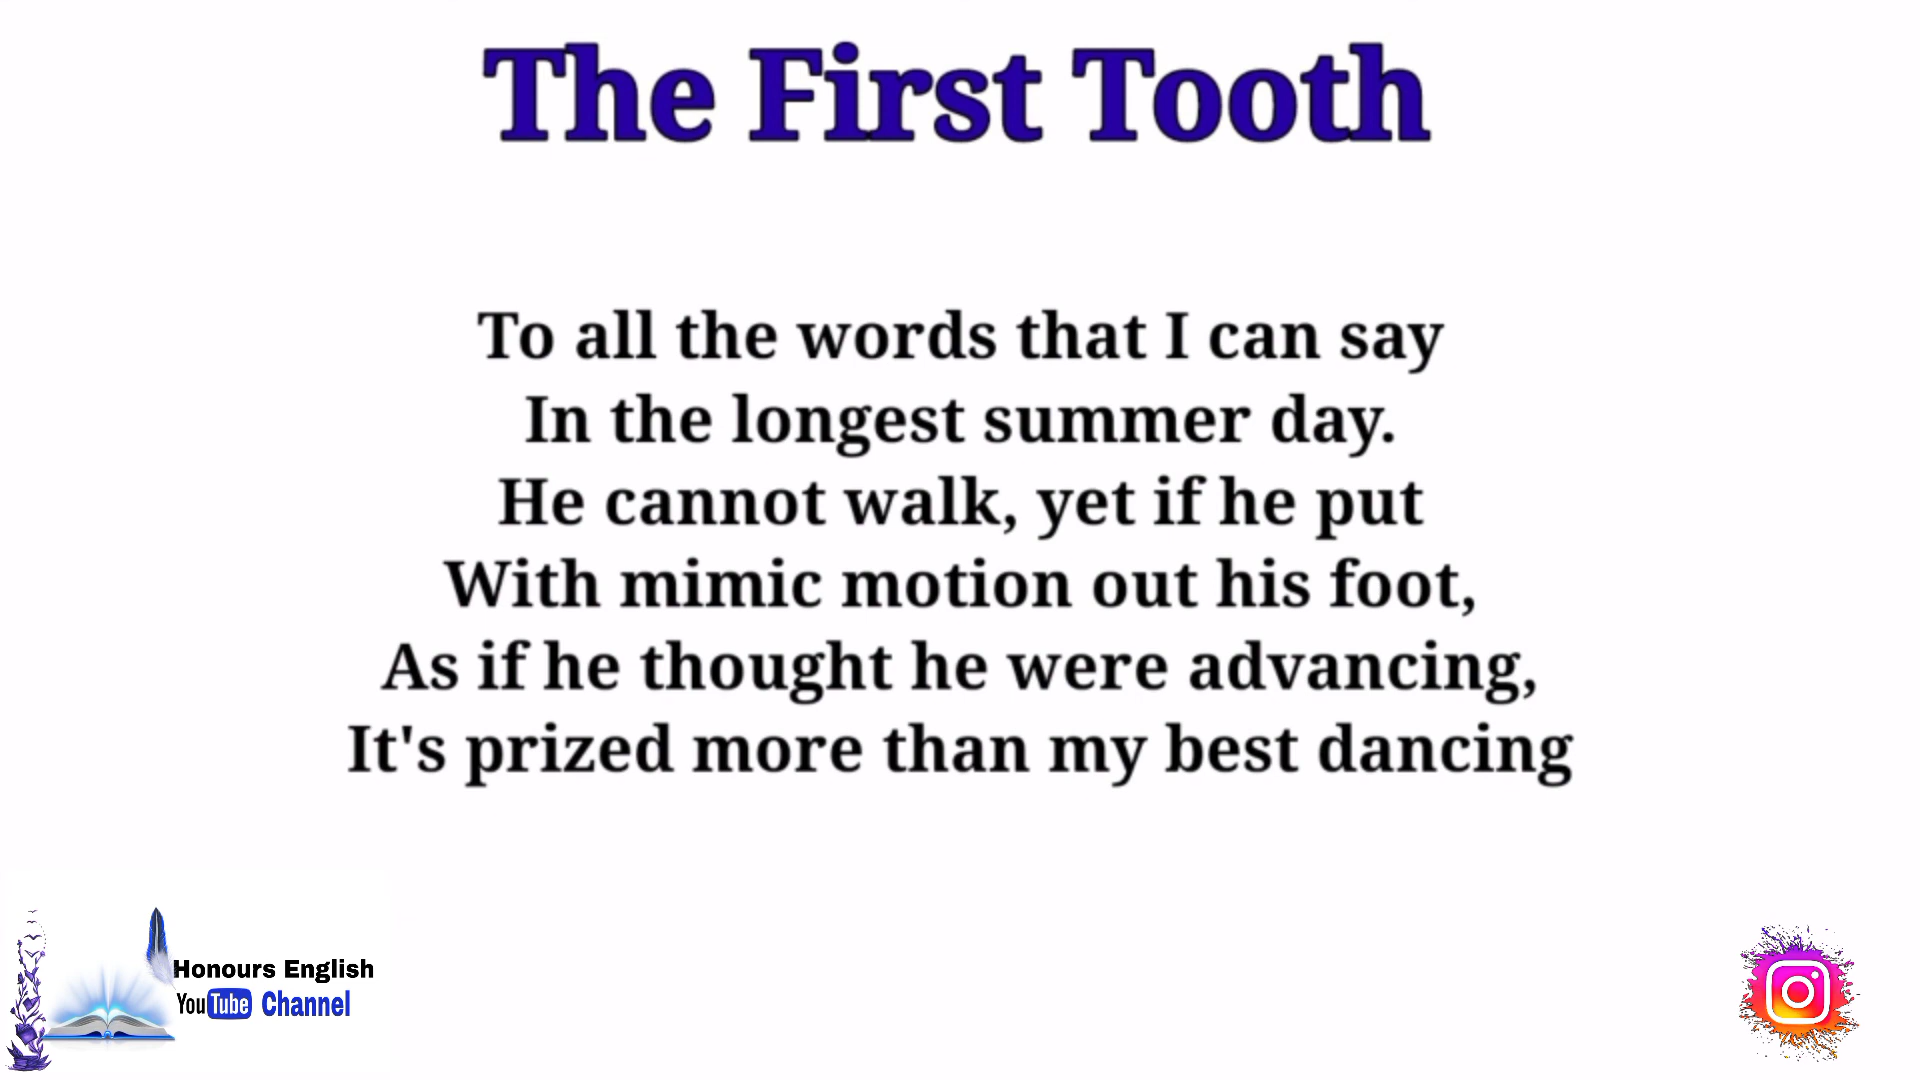 The First Tooth
To all the words that I can say
In the longest summer day.
He cannot walk, yet if he put
With mimic motion out his foot,
As if he thought he were advancing,
It's prized more than my best dancing
Honours English
YouTube Channel